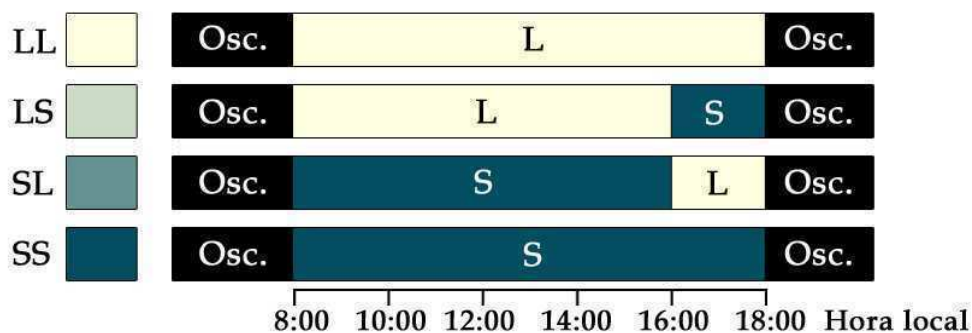 LL Osc. L Osc.
LS Osc. L S Osc.
SL Osc. S L Osc.
SS Osc. S Osc.
8:00 10:00 12:00 14:00 16:00 18:00 Hora local